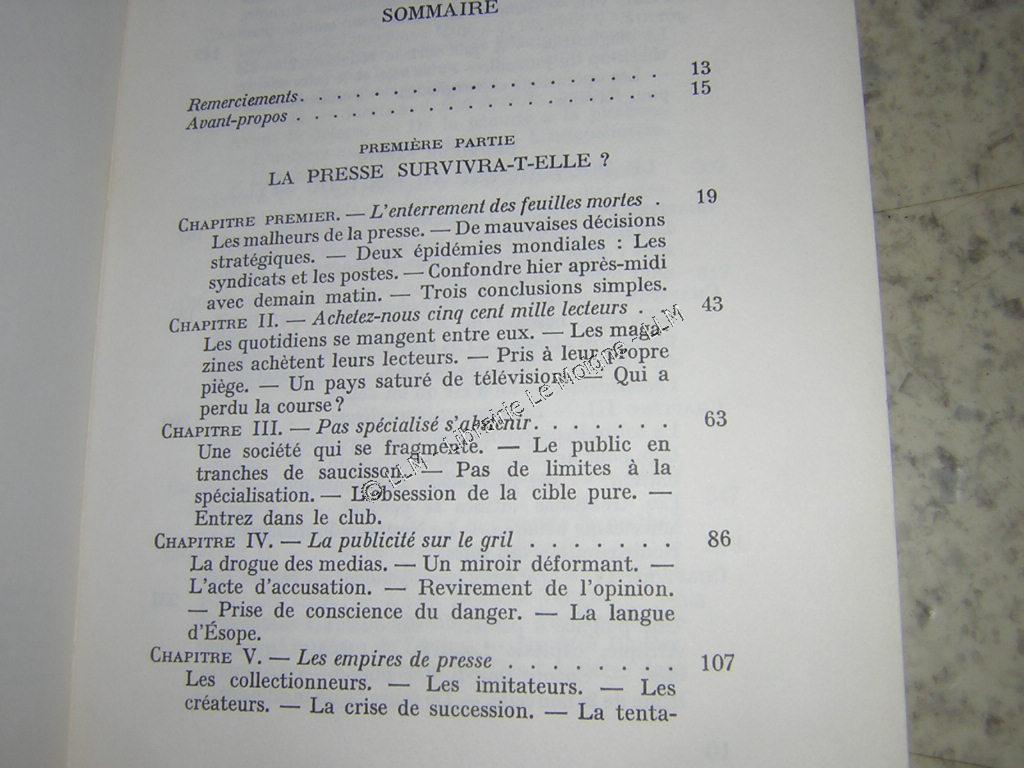 SOMMAIRE
Remerciements. . . . . . . . . . . . . . . . . . 13
Avant-propos . . . . . . . . . . . . . . . . . . 15
PREMIÈRE PARTIE
LA PRESSE SURVIVRA-T-ELLE ?
CHAPITRE PREMIER. — L'enterrement des feuilles mortes . 19
Les malheurs de la presse. — De mauvaises décisions
stratégiques. — Deux épidémies mondiales : Les
syndicats et les postes. — Confondre hier après-midi
avec demain matin. — Trois conclusions simples.
CHAPITRE II. — Achetez-nous cinq cent mille lecteurs . . 43
Les quotidiens se mangent entre eux. — Les maga-
zines achètent leurs lecteurs. — Pris à leur propre
piège. — Un pays saturé de télévision. — Qui a
perdu la course ?
CHAPITRE III. — Pas spécialisé s'abstenir. . . . . . . 63
Une société qui se fragmente. — Le public en
tranches de saucisson. — Pas de limites à la
spécialisation. — L'obsession de la cible pure. —
Entrez dans le club.
CHAPITRE IV. — La publicité sur le gril . . . . . . . 86
La drogue des medias. — Un miroir déformant. —
L'acte d'accusation. — Revirement de l'opinion.
— Prise de conscience du danger. — La langue
d'Ésope.
CHAPITRE V. — Les empires de presse . . . . . . . . 107
Les collectionneurs. — Les imitateurs. — Les
créateurs. — La crise de succession. — La tenta-
© LLM - Librairie Le Moigne - LLM